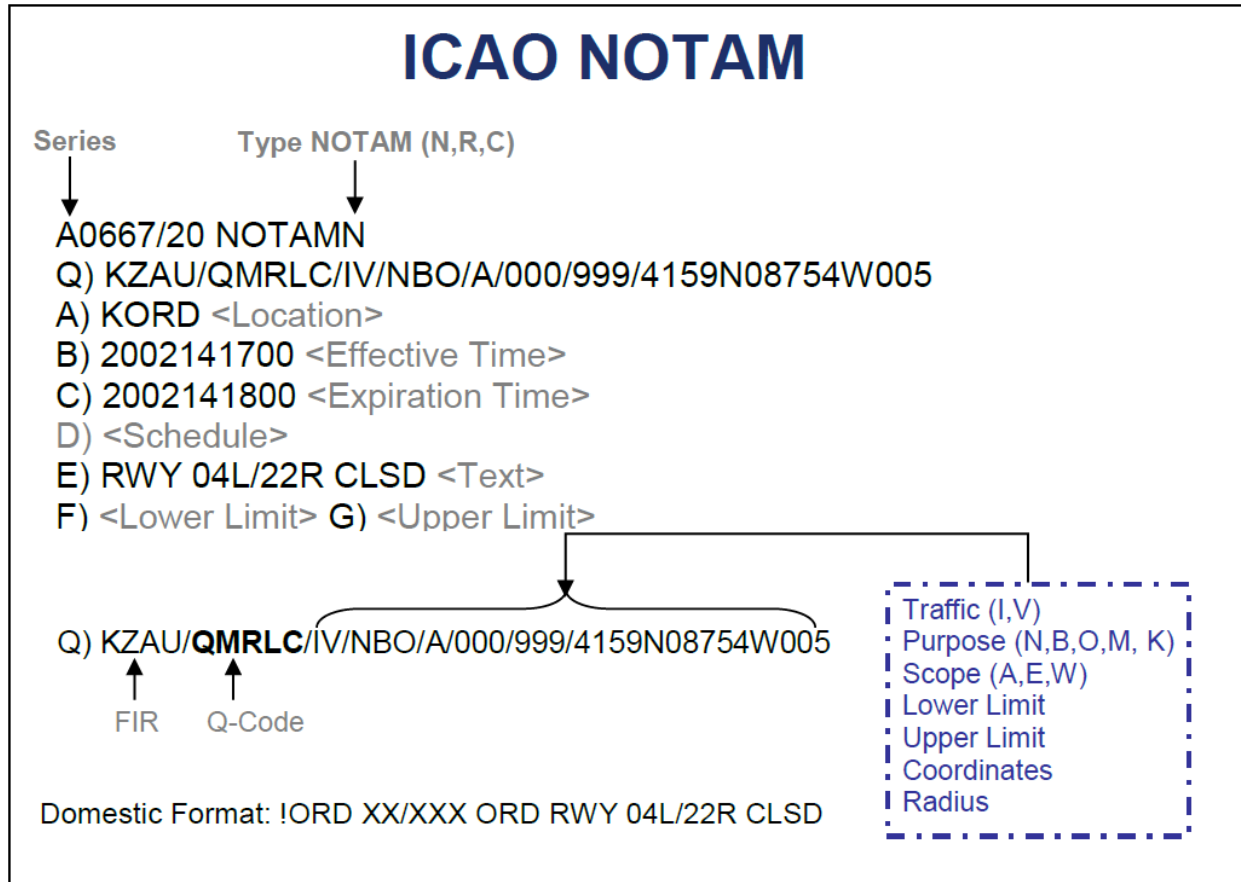 ICAO NOTAM
Series
Type NOTAM (N,R,C)
A0667/20 NOTAMN
Q) KZAU/QMRLC/IV/NBO/A/000/999/4159N08754W005
A) KORD <Location>
B) 2002141700 <Effective Time>
C) 2002141800 <Expiration Time>
D) <Schedule>
E) RWY 04L/22R CLSD <Text>
F) <Lower Limit> G) <Upper Limit>
Q) KZAU/QMRLC/IV/NBO/A/000/999/4159N08754W005
FIR
Q-Code
Traffic (I,V)
Purpose (N,B,O,M, K)
Scope (A,E,W)
Lower Limit
Upper Limit
Coordinates
Radius
Domestic Format: !ORD XX/XXX ORD RWY 04L/22R CLSD